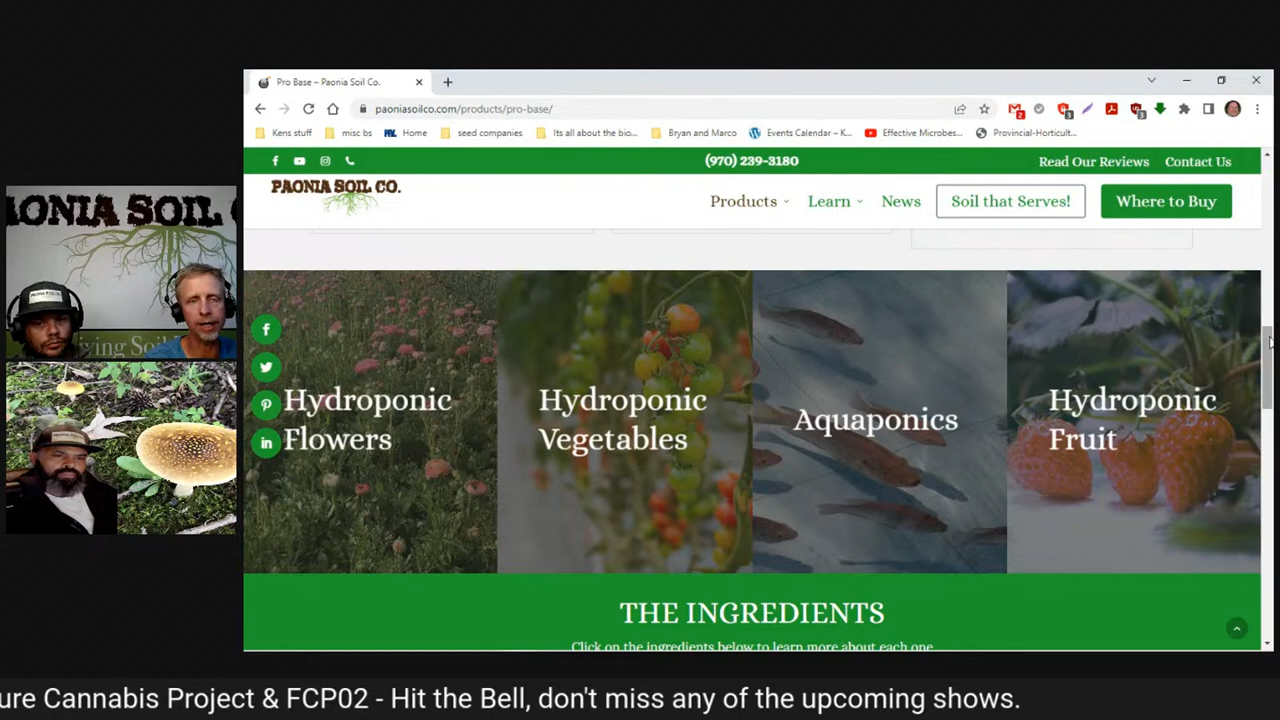 Pro Base – Paonia Soil Co.
paoniasoilco.com/products/pro-base/
Kens stuff
misc bs
Home
seed companies
Its all about the bio...
Bryan and Marco
Events Calendar – K...
Effective Microbes...
Provincial-Horticult...
(970) 239-3180
Read Our Reviews
Contact Us
PAONIA SOIL CO.
Products
Learn
News
Soil that Serves!
Where to Buy
AONIA SOIL
iving Soil
Hydroponic
Flowers
Hydroponic
Vegetables
Aquaponics
Hydroponic
Fruit
THE INGREDIENTS
Click on the ingredients below to learn more about each one
ure Cannabis Project & FCP02 - Hit the Bell, don't miss any of the upcoming shows.